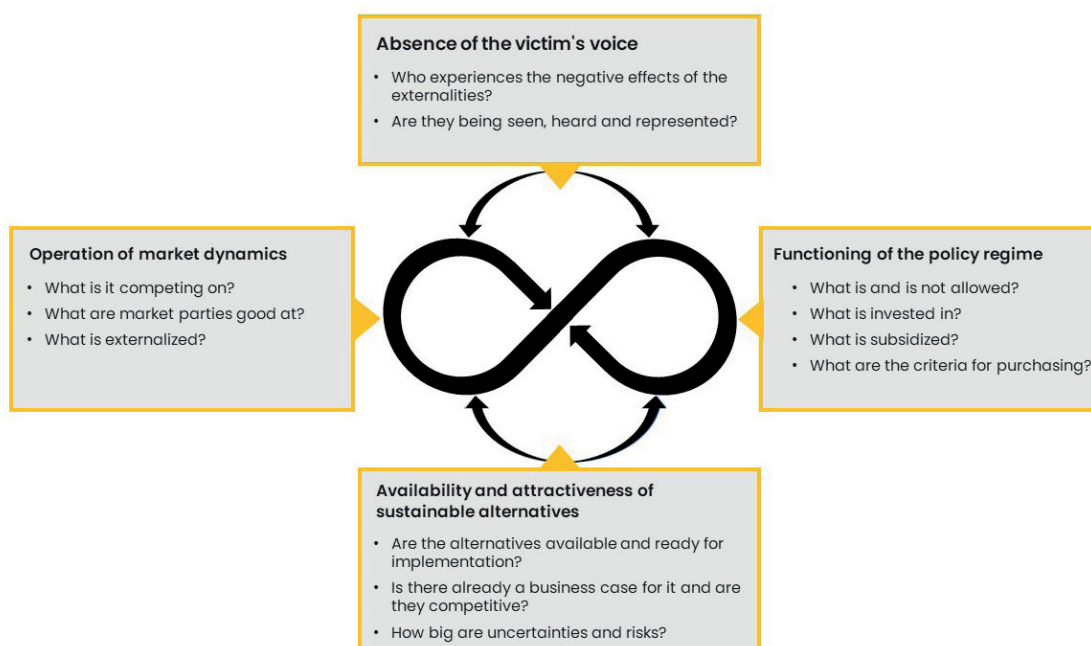 Absence of the victim's voice
• Who experiences the negative effects of the
externalities?
• Are they being seen, heard and represented?
Operation of market dynamics
• What is it competing on?
• What are market parties good at?
• What is externalized?
Functioning of the policy regime
• What is and is not allowed?
• What is invested in?
• What is subsidized?
• What are the criteria for purchasing?
Availability and attractiveness of
sustainable alternatives
• Are the alternatives available and ready for
implementation?
• Is there already a business case for it and are
they competitive?
• How big are uncertainties and risks?